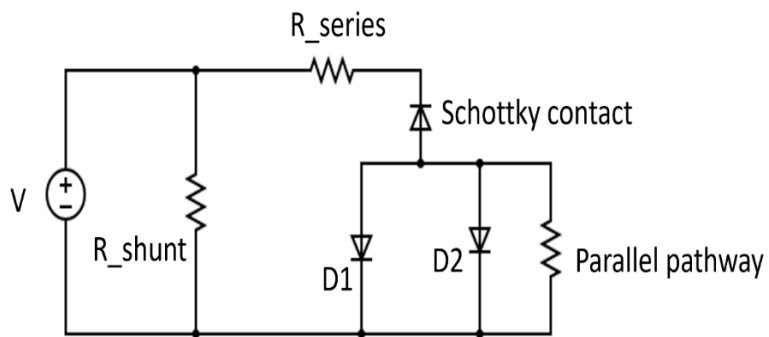 R_series
Schottky contact
V
+
−
R_shunt
D1
D2
Parallel pathway